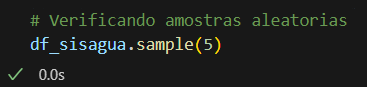 # Verificando amostras aleatorias
df_sisagua.sample(5)
0.0s